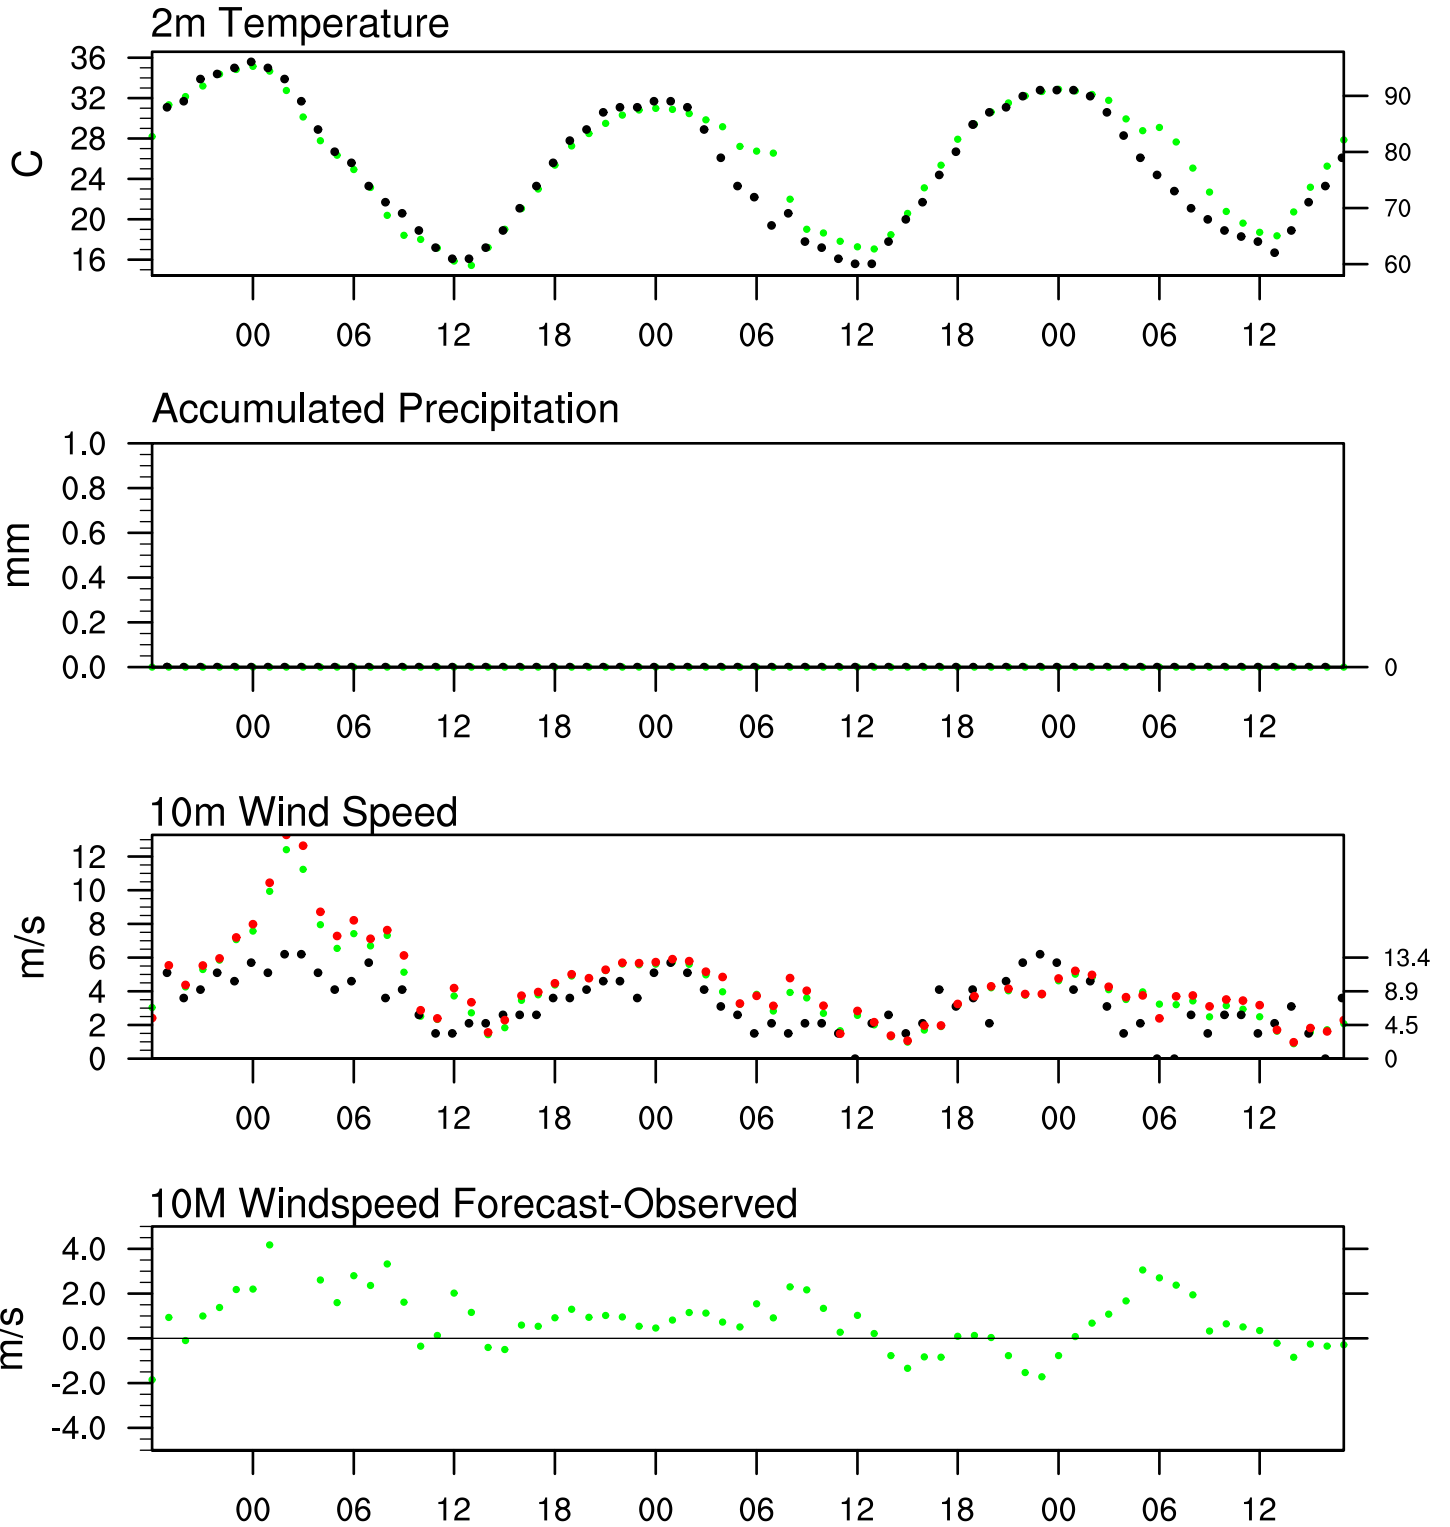 2m Temperature
36
32
28
24
20
16
C
90
80
70
60
00 06 12 18 00 06 12 18 00 06 12
Accumulated Precipitation
1.0
0.8
0.6
0.4
0.2
0.0
mm
0
00 06 12 18 00 06 12 18 00 06 12
10m Wind Speed
12
10
8
6
4
2
0
m/s
13.4
8.9
4.5
0
00 06 12 18 00 06 12 18 00 06 12
10M Windspeed Forecast-Observed
4.0
2.0
0.0
-2.0
-4.0
m/s
00 06 12 18 00 06 12 18 00 06 12